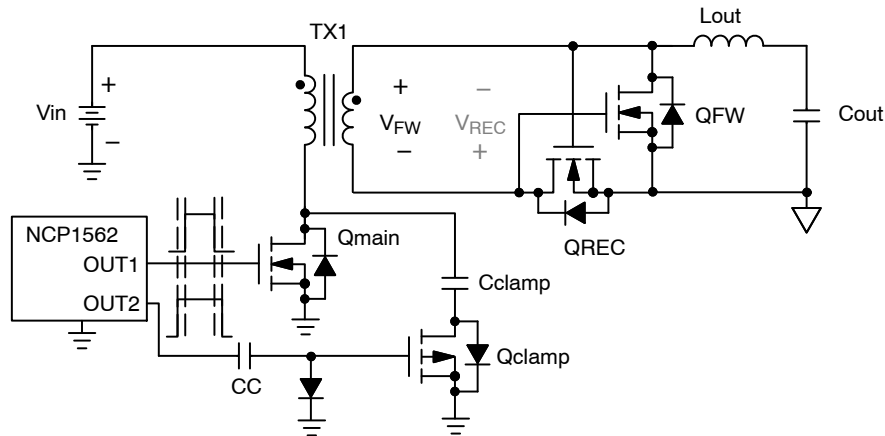 TX1
Lout
+
Vin
−
+
V_FW
−
−
V_REC
+
QFW
Cout
QREC
NCP1562
OUT1
OUT2
Qmain
Cclamp
Qclamp
CC